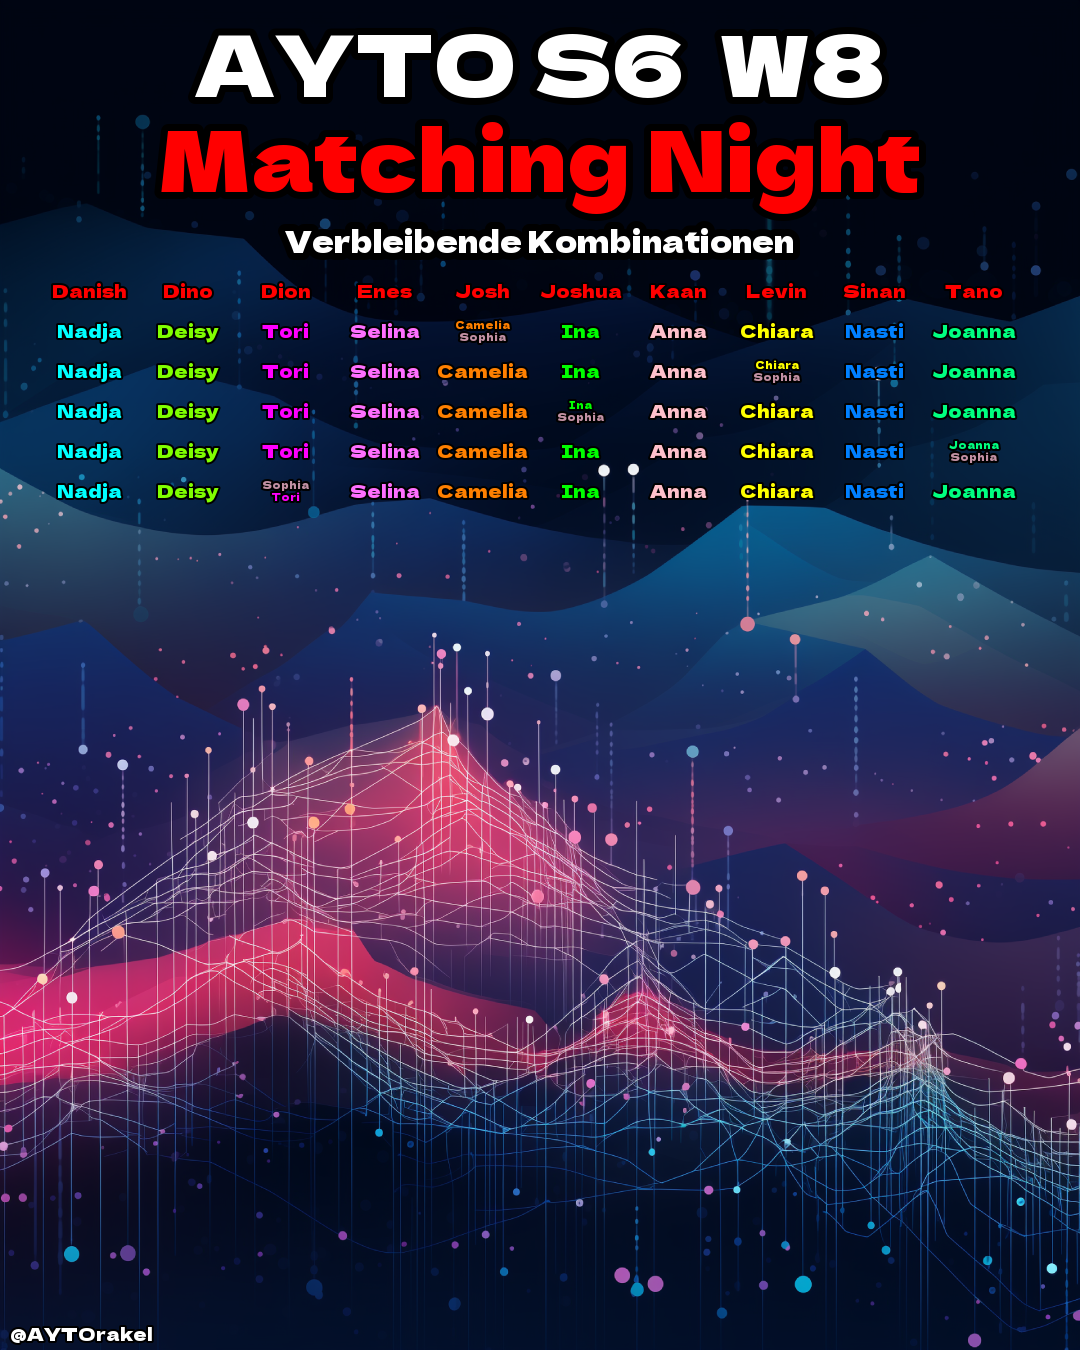 AYTO S6 W8
Matching Night
Verbleibende Kombinationen
Danish Dino Dion Enes Josh Joshua Kaan Levin Sinan Tano
Nadja Deisy Tori Selina Camelia Sophia Ina Anna Chiara Nasti Joanna
Nadja Deisy Tori Selina Camelia Ina Anna Chiara Sophia Nasti Joanna
Nadja Deisy Tori Selina Camelia Ina Sophia Anna Chiara Nasti Joanna
Nadja Deisy Tori Selina Camelia Ina Anna Chiara Nasti Joanna Sophia
Nadja Deisy Sophia Tori Selina Camelia Ina Anna Chiara Nasti Joanna
@AYTOrakel